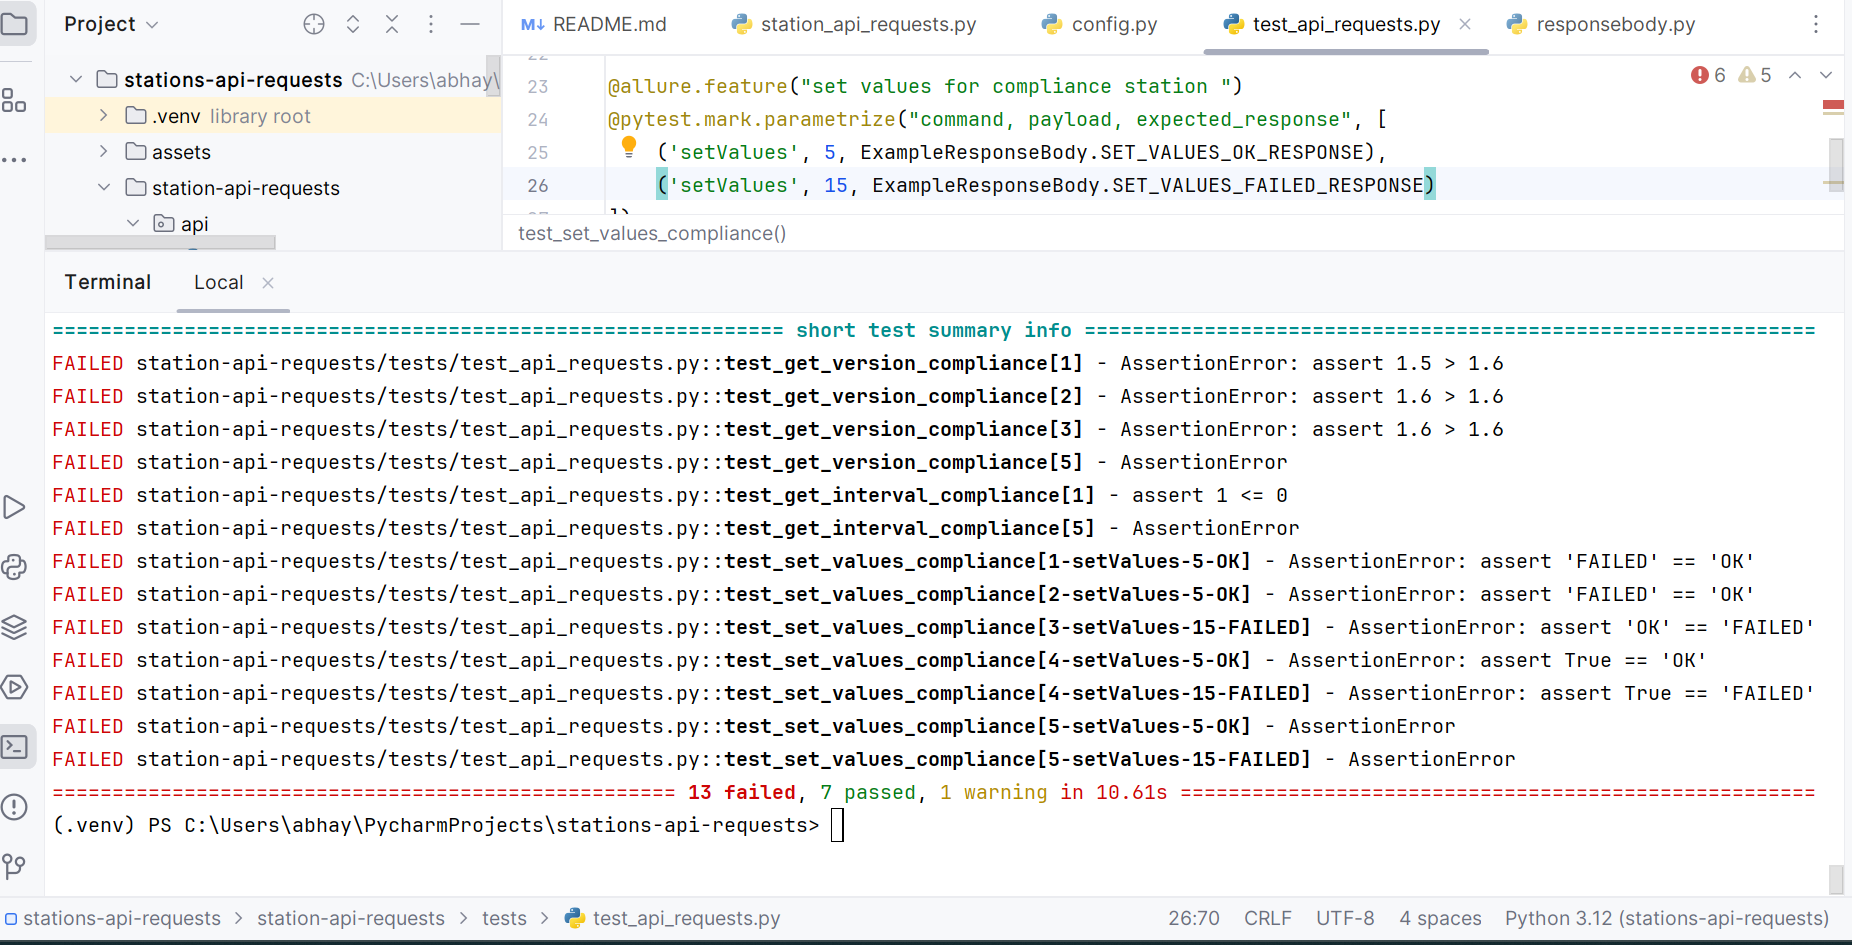 Project
README.md
station_api_requests.py
config.py
test_api_requests.py
responsebody.py
stations-api-requests C:\Users\abhay\
.venv library root
assets
station-api-requests
api
6 5
23 @allure.feature("set values for compliance station ")
24 @pytest.mark.parametrize("command, payload, expected_response", [
25 ('setValues', 5, ExampleResponseBody.SET_VALUES_OK_RESPONSE),
26 ('setValues', 15, ExampleResponseBody.SET_VALUES_FAILED_RESPONSE)
test_set_values_compliance()
Terminal Local
============================================================= short test summary info =============================================================
FAILED station-api-requests/tests/test_api_requests.py::test_get_version_compliance[1] - AssertionError: assert 1.5 > 1.6
FAILED station-api-requests/tests/test_api_requests.py::test_get_version_compliance[2] - AssertionError: assert 1.6 > 1.6
FAILED station-api-requests/tests/test_api_requests.py::test_get_version_compliance[3] - AssertionError: assert 1.6 > 1.6
FAILED station-api-requests/tests/test_api_requests.py::test_get_version_compliance[5] - AssertionError
FAILED station-api-requests/tests/test_api_requests.py::test_get_interval_compliance[1] - assert 1 <= 0
FAILED station-api-requests/tests/test_api_requests.py::test_get_interval_compliance[5] - AssertionError
FAILED station-api-requests/tests/test_api_requests.py::test_set_values_compliance[1-setValues-5-OK] - AssertionError: assert 'FAILED' == 'OK'
FAILED station-api-requests/tests/test_api_requests.py::test_set_values_compliance[2-setValues-5-OK] - AssertionError: assert 'FAILED' == 'OK'
FAILED station-api-requests/tests/test_api_requests.py::test_set_values_compliance[3-setValues-15-FAILED] - AssertionError: assert 'OK' == 'FAILED'
FAILED station-api-requests/tests/test_api_requests.py::test_set_values_compliance[4-setValues-5-OK] - AssertionError: assert True == 'OK'
FAILED station-api-requests/tests/test_api_requests.py::test_set_values_compliance[4-setValues-15-FAILED] - AssertionError: assert True == 'FAILED'
FAILED station-api-requests/tests/test_api_requests.py::test_set_values_compliance[5-setValues-5-OK] - AssertionError
FAILED station-api-requests/tests/test_api_requests.py::test_set_values_compliance[5-setValues-15-FAILED] - AssertionError
==================================================== 13 failed, 7 passed, 1 warning in 10.61s =====================================================
(.venv) PS C:\Users\abhay\PycharmProjects\stations-api-requests>
stations-api-requests > station-api-requests > tests > test_api_requests.py 26:70 CRLF UTF-8 4 spaces Python 3.12 (stations-api-requests)